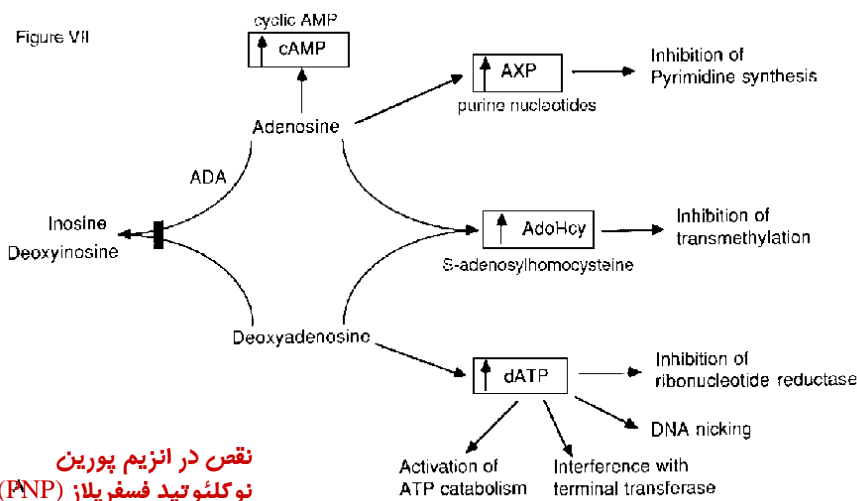 Figure VII
cyclic AMP
cAMP
AXP
purine nucleotides
Inhibition of
Pyrimidine synthesis
Adenosine
ADA
Inosine
Deoxyinosine
AdoHcy
S-adenosylhomocysteine
Inhibition of
transmethylation
Deoxyadenosine
dATP
Inhibition of
ribonucleotide reductase
DNA nicking
Activation of
ATP catabolism
Interference with
terminal transferase
نقص در انزیم پورین
نوکلئوتید فسفریلاز (PNP)